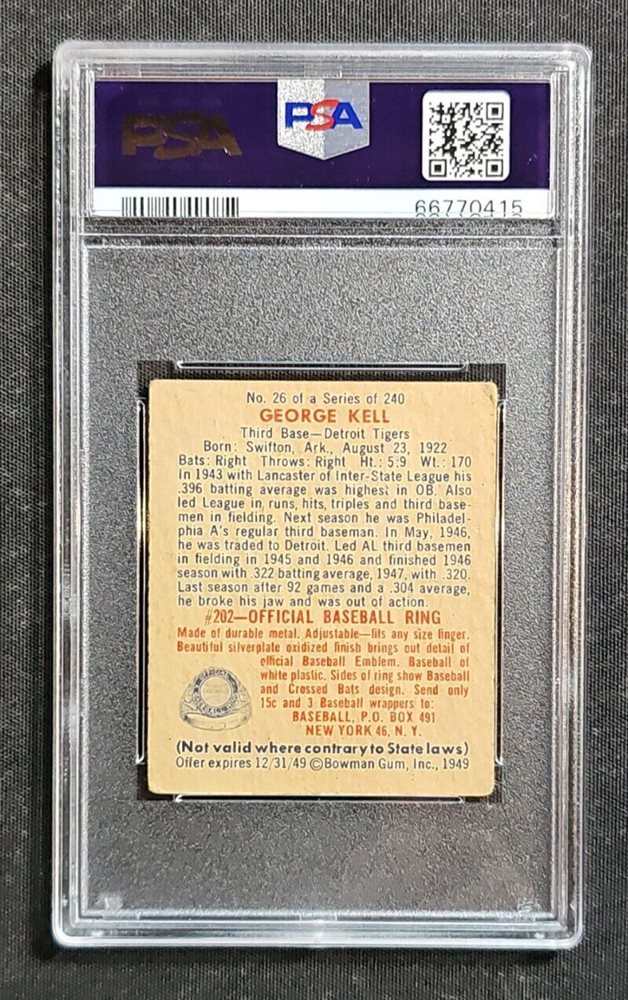 PSA
PSA
66770415
No. 26 of a Series of 240
GEORGE KELL
Third Base—Detroit Tigers
Born: Swifton, Ark., August 23, 1922
Bats: Right Throws: Right Ht.: 5:9 Wt.: 170
In 1943 with Lancaster of Inter-State League his
.396 batting average was highest in OB. Also
led League in runs, hits, triples and third base-
men in fielding. Next season he was Philadel-
phia A's regular third baseman. In May, 1946,
he was traded to Detroit. Led AL third basemen
in fielding in 1945 and 1946 and finished 1946
season with .322 batting average, 1947, with .320.
Last season after 92 games and a .304 average,
he broke his jaw and was out of action.
#202—OFFICIAL BASEBALL RING
Made of durable metal. Adjustable—fits any size finger.
Beautiful silverplate oxidized finish brings out detail of
official Baseball Emblem. Baseball of
white plastic. Sides of ring show Baseball
and Crossed Bats design. Send only
15c and 3 Baseball wrappers to:
BASEBALL, P.O. BOX 491
NEW YORK 46, N. Y.
(Not valid where contrary to State laws)
Offer expires 12/31/49 ©Bowman Gum, Inc., 1949